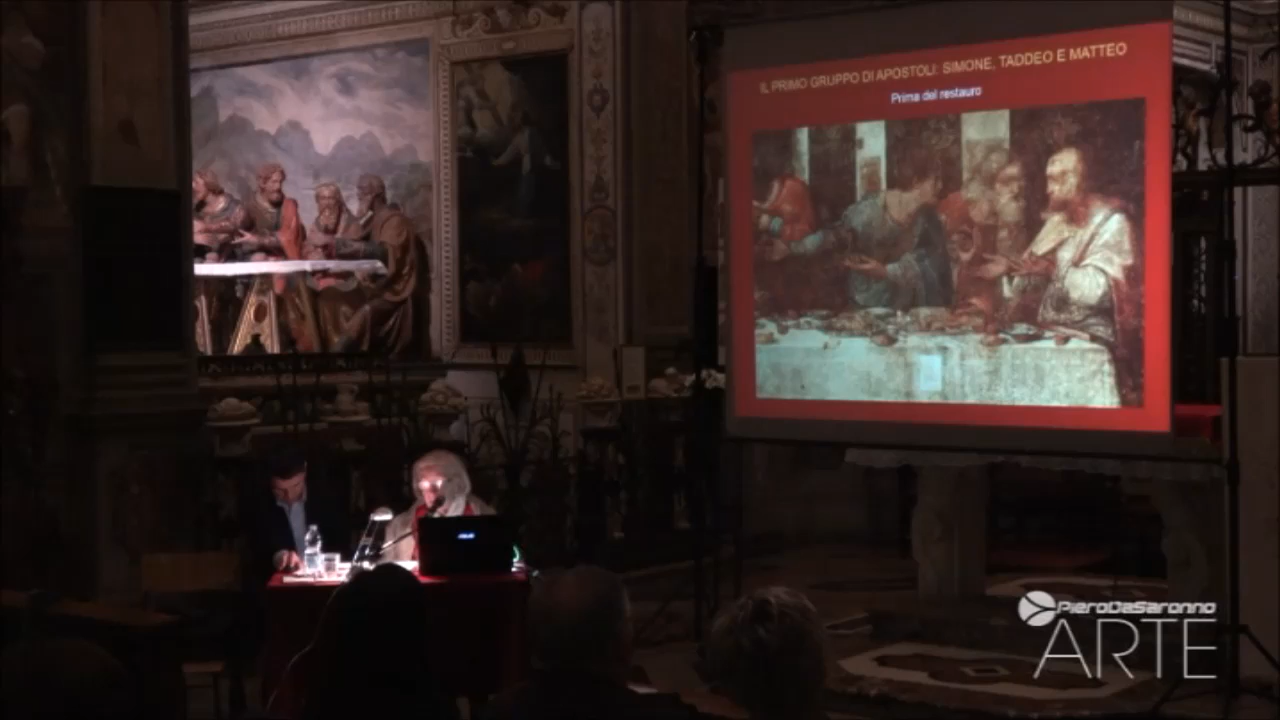 IL PRIMO GRUPPO DI APOSTOLI: SIMONE, TADDEO E MATTEO
Prima del restauro
PieroDaSaronno
ARTE